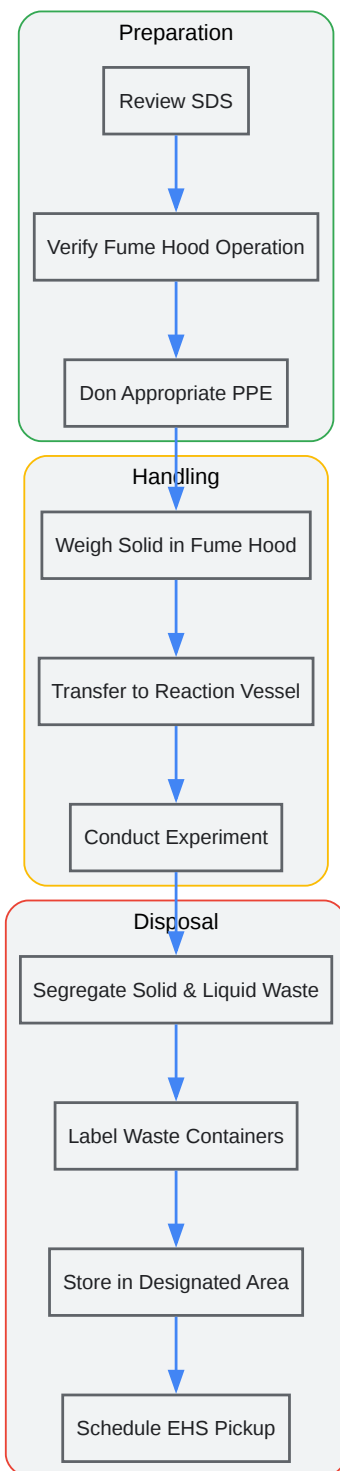 Preparation
Review SDS
Verify Fume Hood Operation
Don Appropriate PPE
Handling
Weigh Solid in Fume Hood
Transfer to Reaction Vessel
Conduct Experiment
Disposal
Segregate Solid & Liquid Waste
Label Waste Containers
Store in Designated Area
Schedule EHS Pickup